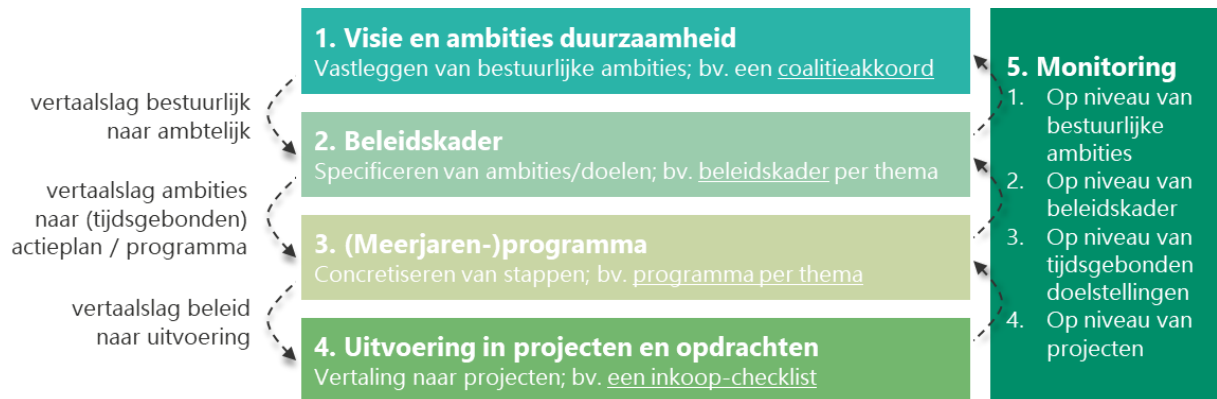 1. Visie en ambities duurzaamheid
Vastleggen van bestuurlijke ambities; bv. een coalitieakkoord
vertaalslag bestuurlijk
naar ambtelijk
2. Beleidskader
Specificeren van ambities/doelen; bv. beleidskader per thema
vertaalslag ambities
naar (tijdsgebonden)
actieplan / programma
3. (Meerjaren-)programma
Concretiseren van stappen; bv. programma per thema
vertaalslag beleid
naar uitvoering
4. Uitvoering in projecten en opdrachten
Vertaling naar projecten; bv. een inkoop-checklist
5. Monitoring
1. Op niveau van
bestuurlijke
ambities
2. Op niveau van
beleidskader
3. Op niveau van
tijdsgebonden
doelstellingen
4. Op niveau van
projecten